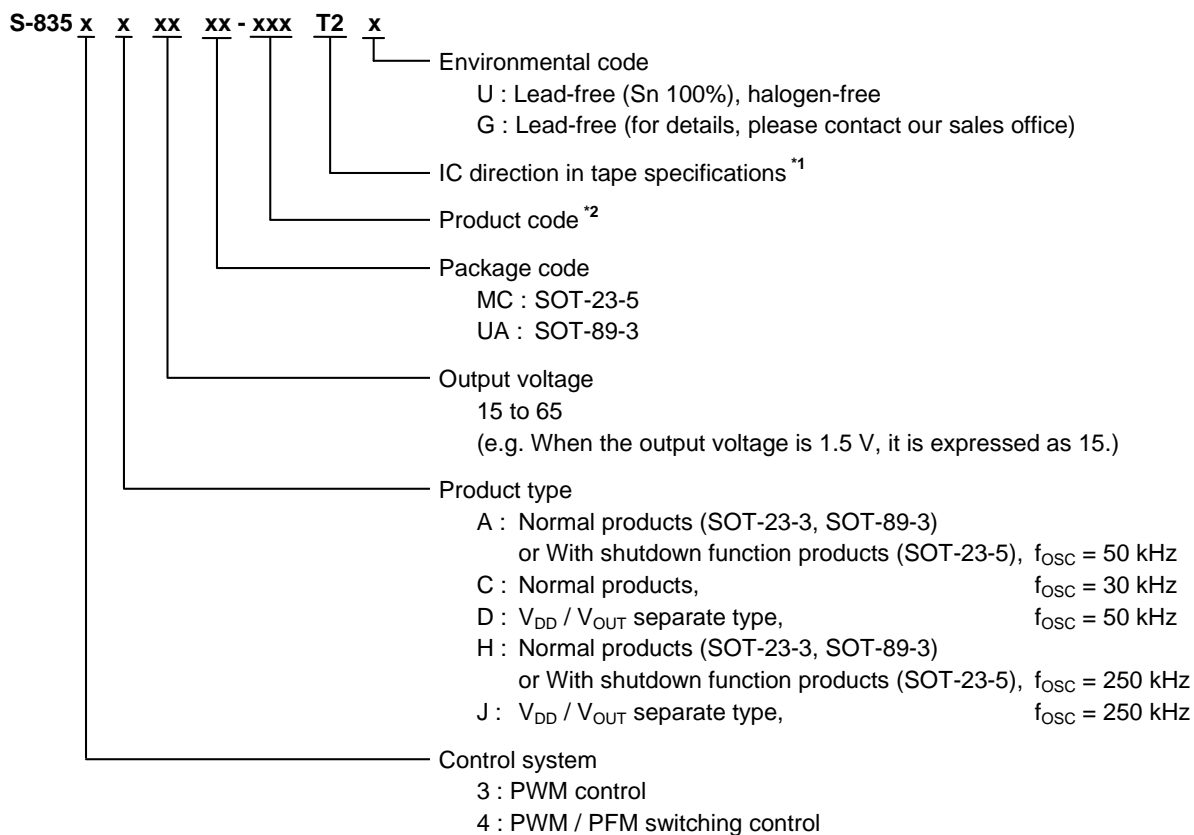 S-835 x x xx xx - xxx T2 x
Environmental code
U : Lead-free (Sn 100%), halogen-free
G : Lead-free (for details, please contact our sales office)
IC direction in tape specifications *1
Product code *2
Package code
MC : SOT-23-5
UA : SOT-89-3
Output voltage
15 to 65
(e.g. When the output voltage is 1.5 V, it is expressed as 15.)
Product type
A : Normal products (SOT-23-3, SOT-89-3)
or With shutdown function products (SOT-23-5), fOSC = 50 kHz
C : Normal products, fOSC = 30 kHz
D : VDD / VOUT separate type, fOSC = 50 kHz
H : Normal products (SOT-23-3, SOT-89-3)
or With shutdown function products (SOT-23-5), fOSC = 250 kHz
J : VDD / VOUT separate type, fOSC = 250 kHz
Control system
3 : PWM control
4 : PWM / PFM switching control